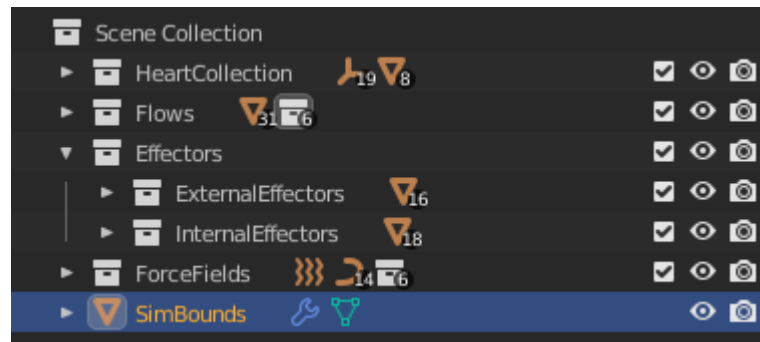 Scene Collection
HeartCollection 19 8
Flows 31 6
Effectors
ExternalEffectors 16
InternalEffectors 18
ForceFields 14 6
SimBounds